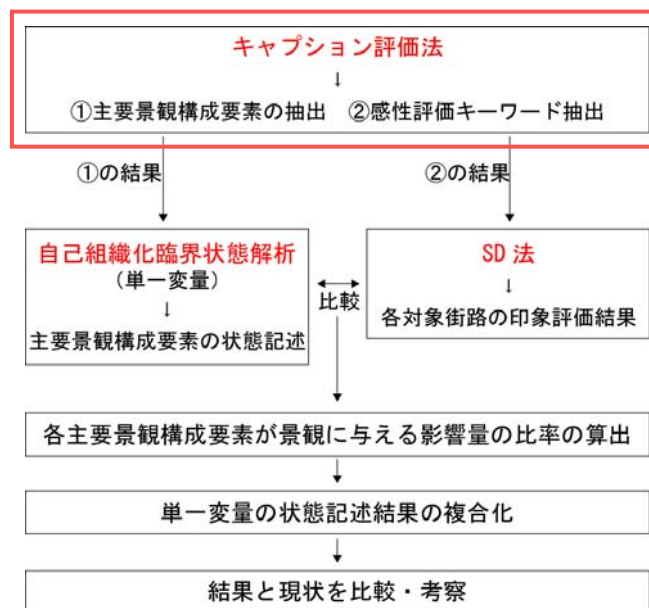 キャプション評価法
↓
①主要景観構成要素の抽出 ②感性評価キーワード抽出
①の結果
②の結果
自己組織化臨界状態解析
(単一変量)
↓
主要景観構成要素の状態記述
比較
SD 法
↓
各対象街路の印象評価結果
各主要景観構成要素が景観に与える影響量の比率の算出
単一変量の状態記述結果の複合化
結果と現状を比較・考察